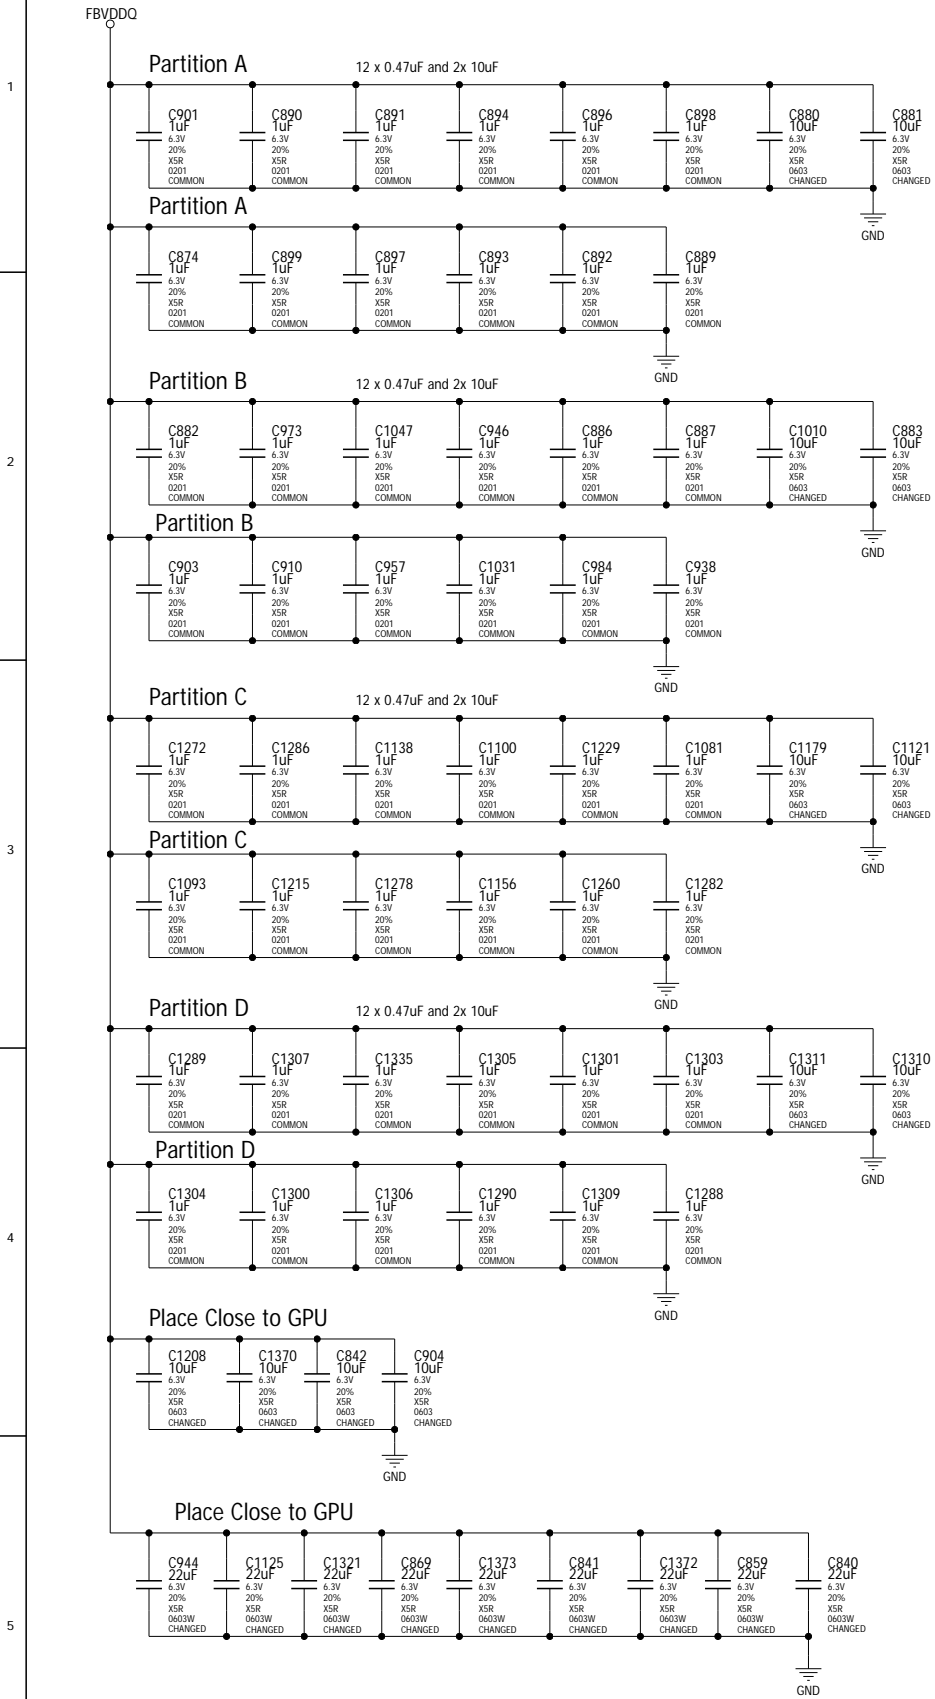 FBVDDQ
Partition A 12 x 0.47uF and 2x 10uF
1
C901 C890 C891 C894 C896 C898 C880 C881
1uF 1uF 1uF 1uF 1uF 1uF 10uF 10uF
6.3V 6.3V 6.3V 6.3V 6.3V 6.3V 6.3V 6.3V
20% 20% 20% 20% 20% 20% 20% 20%
X5R X5R X5R X5R X5R X5R X5R X5R
0201 0201 0201 0201 0201 0201 0603 0603
COMMON COMMON COMMON COMMON COMMON COMMON CHANGED CHANGED
Partition A
GND
C874 C899 C897 C893 C892 C889
1uF 1uF 1uF 1uF 1uF 1uF
6.3V 6.3V 6.3V 6.3V 6.3V 6.3V
20% 20% 20% 20% 20% 20%
X5R X5R X5R X5R X5R X5R
0201 0201 0201 0201 0201 0201
COMMON COMMON COMMON COMMON COMMON COMMON
GND
Partition B 12 x 0.47uF and 2x 10uF
C882 C973 C1047 C946 C886 C887 C1010 C883
1uF 1uF 1uF 1uF 1uF 1uF 10uF 10uF
6.3V 6.3V 6.3V 6.3V 6.3V 6.3V 6.3V 6.3V
2
20% 20% 20% 20% 20% 20% 20% 20%
X5R X5R X5R X5R X5R X5R X5R X5R
0201 0201 0201 0201 0201 0201 0603 0603
COMMON COMMON COMMON COMMON COMMON COMMON CHANGED CHANGED
Partition B
GND
C903 C910 C957 C1031 C984 C938
1uF 1uF 1uF 1uF 1uF 1uF
6.3V 6.3V 6.3V 6.3V 6.3V 6.3V
20% 20% 20% 20% 20% 20%
X5R X5R X5R X5R X5R X5R
0201 0201 0201 0201 0201 0201
COMMON COMMON COMMON COMMON COMMON COMMON
GND
Partition C 12 x 0.47uF and 2x 10uF
C1272 C1286 C1138 C1100 C1229 C1081 C1179 C1121
1uF 1uF 1uF 1uF 1uF 1uF 10uF 10uF
6.3V 6.3V 6.3V 6.3V 6.3V 6.3V 6.3V 6.3V
20% 20% 20% 20% 20% 20% 20% 20%
X5R X5R X5R X5R X5R X5R X5R X5R
0201 0201 0201 0201 0201 0201 0603 0603
COMMON COMMON COMMON COMMON COMMON COMMON CHANGED CHANGED
Partition C
3
GND
C1093 C1215 C1278 C1156 C1260 C1282
1uF 1uF 1uF 1uF 1uF 1uF
6.3V 6.3V 6.3V 6.3V 6.3V 6.3V
20% 20% 20% 20% 20% 20%
X5R X5R X5R X5R X5R X5R
0201 0201 0201 0201 0201 0201
COMMON COMMON COMMON COMMON COMMON COMMON
GND
Partition D 12 x 0.47uF and 2x 10uF
C1289 C1307 C1335 C1305 C1301 C1303 C1311 C1310
1uF 1uF 1uF 1uF 1uF 1uF 10uF 10uF
6.3V 6.3V 6.3V 6.3V 6.3V 6.3V 6.3V 6.3V
20% 20% 20% 20% 20% 20% 20% 20%
X5R X5R X5R X5R X5R X5R X5R X5R
0201 0201 0201 0201 0201 0201 0603 0603
COMMON COMMON COMMON COMMON COMMON COMMON CHANGED CHANGED
Partition D
GND
C1304 C1300 C1306 C1290 C1309 C1288
1uF 1uF 1uF 1uF 1uF 1uF
6.3V 6.3V 6.3V 6.3V 6.3V 6.3V
20% 20% 20% 20% 20% 20%
4
X5R X5R X5R X5R X5R X5R
0201 0201 0201 0201 0201 0201
COMMON COMMON COMMON COMMON COMMON COMMON
GND
Place Close to GPU
C1208 C1370 C842 C904
10uF 10uF 10uF 10uF
6.3V 6.3V 6.3V 6.3V
20% 20% 20% 20%
X5R X5R X5R X5R
0603 0603 0603 0603
CHANGED CHANGED CHANGED CHANGED
GND
Place Close to GPU
C944 C1125 C1321 C869 C1373 C841 C1372 C859 C840
22uF 22uF 22uF 22uF 22uF 22uF 22uF 22uF 22uF
6.3V 6.3V 6.3V 6.3V 6.3V 6.3V 6.3V 6.3V 6.3V
20% 20% 20% 20% 20% 20% 20% 20% 20%
X5R X5R X5R X5R X5R X5R X5R X5R X5R
0603W 0603W 0603W 0603W 0603W 0603W 0603W 0603W 0603W
5
CHANGED CHANGED CHANGED CHANGED CHANGED CHANGED CHANGED CHANGED CHANGED
GND